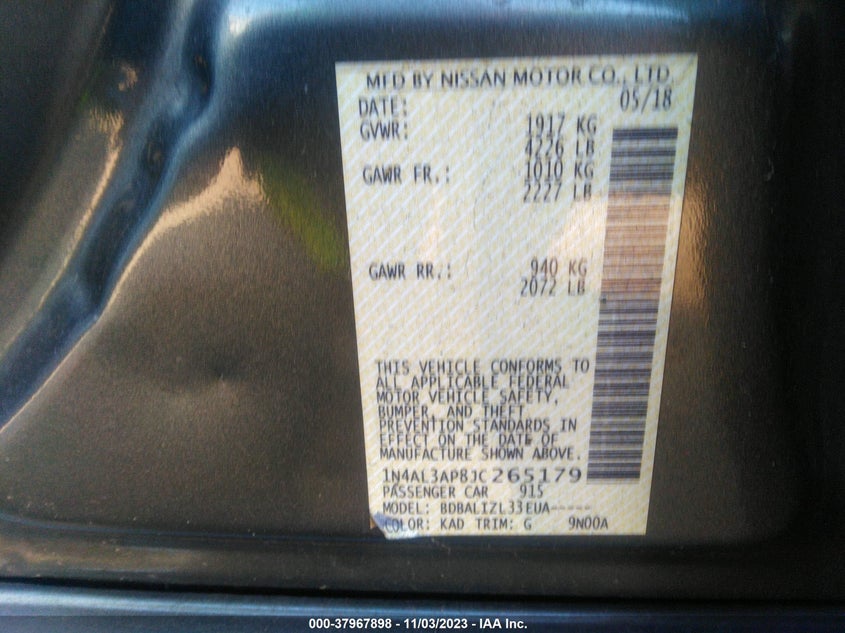 MFD BY NISSAN MOTOR CO., LTD.
DATE: 05/18
GVWR: 1917 KG
4226 LB
GAWR FR.: 1010 KG
2227 LB
GAWR RR.: 940 KG
2072 LB
THIS VEHICLE CONFORMS TO
ALL APPLICABLE FEDERAL
MOTOR VEHICLE SAFETY,
BUMPER, AND THEFT
PREVENTION STANDARDS IN
EFFECT ON THE DATE OF
MANUFACTURE SHOWN ABOVE.
1N4AL3AP8JC265179
PASSENGER CAR 915
MODEL: BDBALIZL33EUA-----
COLOR: KAD TRIM: G 9N00A
000-37967898 - 11/03/2023 - IAA Inc.